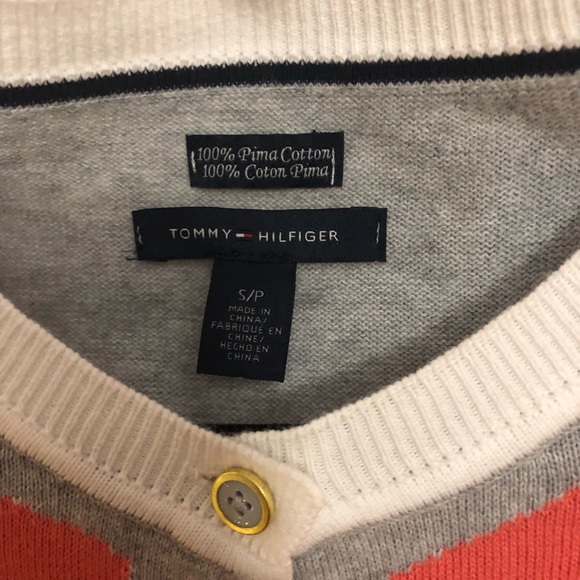 100% Pima Cotton
100% Coton Pima
TOMMY HILFIGER
S/P
MADE IN
CHINA/
FABRIQUÉ EN
CHINE/
HECHO EN
CHINA